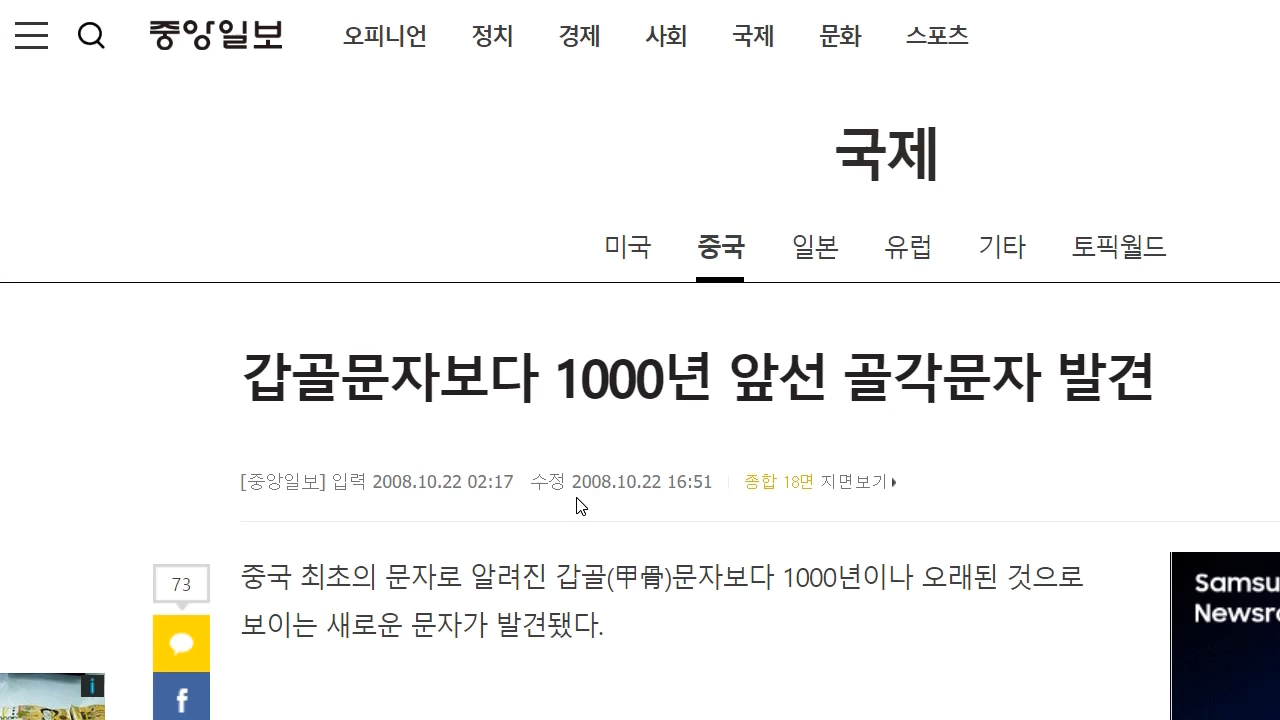 중앙일보 오피니언 정치 경제 사회 국제 문화 스포츠
국제
미국 중국 일본 유럽 기타 토픽월드
갑골문자보다 1000년 앞선 골각문자 발견
[중앙일보] 입력 2008.10.22 02:17 수정 2008.10.22 16:51 종합 18면 지면보기
73
중국 최초의 문자로 알려진 갑골(甲骨)문자보다 1000년이나 오래된 것으로
보이는 새로운 문자가 발견됐다.
f
i